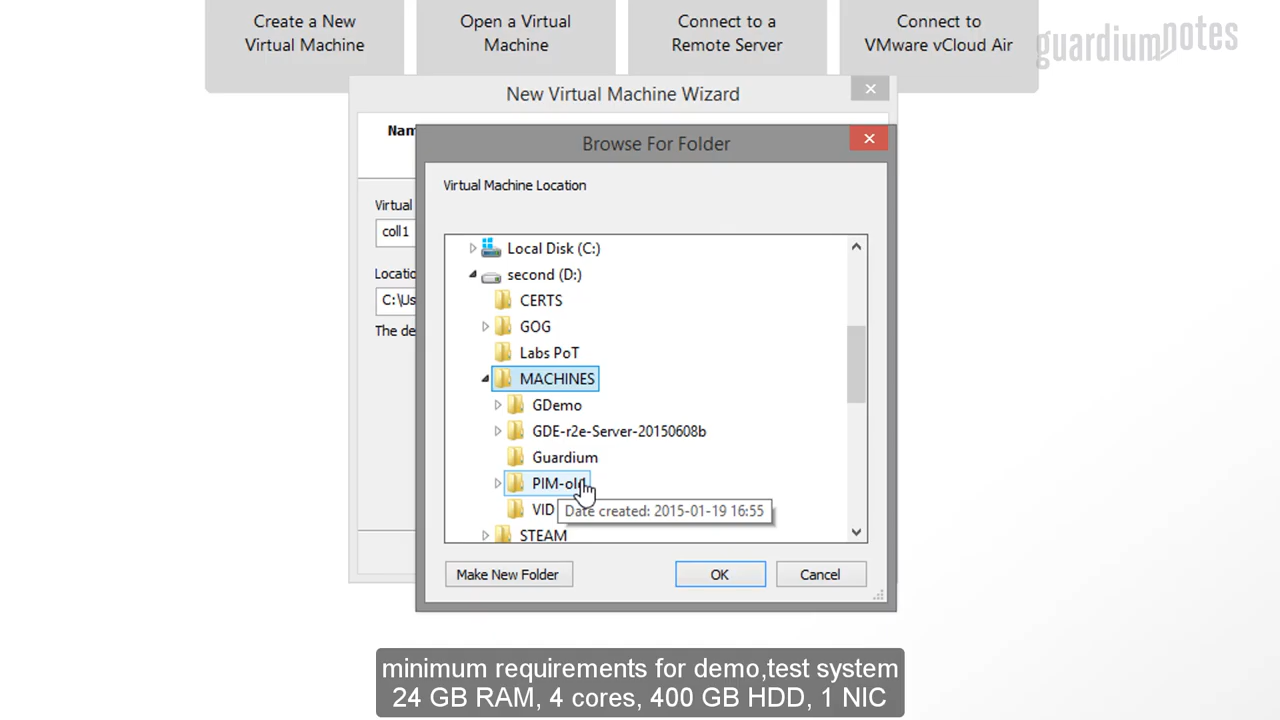 Create a New
Virtual Machine
Open a Virtual
Machine
Connect to a
Remote Server
Connect to
VMware vCloud Air
guardiumnotes
New Virtual Machine Wizard
Browse For Folder
Virtual Machine Location
Virtual
coll1
C:\Us
Local Disk (C:)
second (D:)
CERTS
GOG
Labs PoT
MACHINES
GDemo
GDE-r2e-Server-20150608b
Guardium
VID
Date created: 2015-01-19 16:55
STEAM
Make New Folder
OK
Cancel
minimum requirements for demo,test system
24 GB RAM, 4 cores, 400 GB HDD, 1 NIC